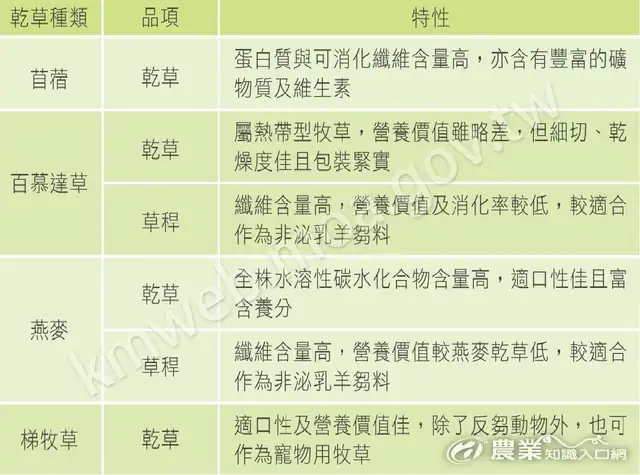 乾草種類 品項 特性
苜蓿 乾草 蛋白質與可消化纖維含量高，亦含有豐富的礦
物質及維生素
百慕達草 乾草 屬熱帶型牧草，營養價值雖略差，但細切、乾
燥度佳且包裝緊實
草稈 纖維含量高，營養價值及消化率較低，較適合
作為非泌乳羊芻料
燕麥 乾草 全株水溶性碳水化合物含量高，適口性佳且富
含養分
草稈 纖維含量高，營養價值較燕麥乾草低，較適合
作為非泌乳羊芻料
梯牧草 乾草 適口性及營養價值佳，除了反芻動物外，也可
作為寵物用牧草
kmweb.moa.gov.tw
農業知識入口網